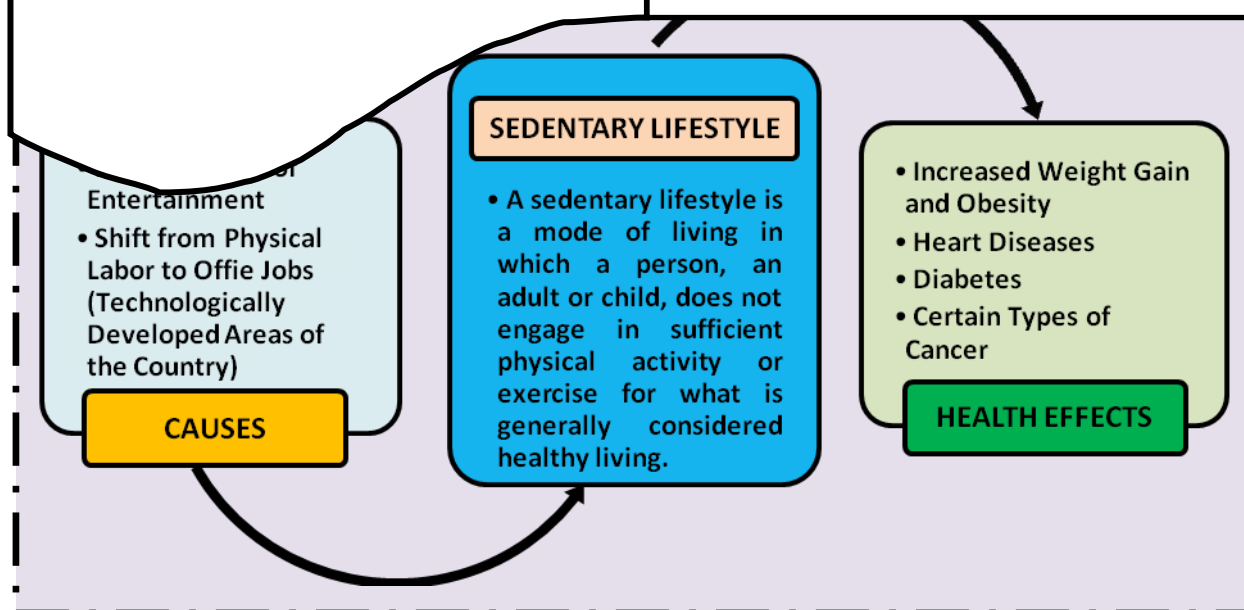 Entertainment
• Shift from Physical
Labor to Offie Jobs
(Technologically
Developed Areas of
the Country)
CAUSES
SEDENTARY LIFESTYLE
• A sedentary lifestyle is
a mode of living in
which a person, an
adult or child, does not
engage in sufficient
physical activity or
exercise for what is
generally considered
healthy living.
• Increased Weight Gain
and Obesity
• Heart Diseases
• Diabetes
• Certain Types of
Cancer
HEALTH EFFECTS